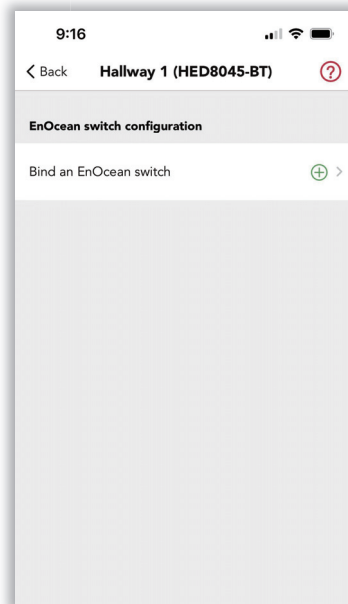 9:16
Back Hallway 1 (HED8045-BT) ?
EnOcean switch configuration
Bind an EnOcean switch